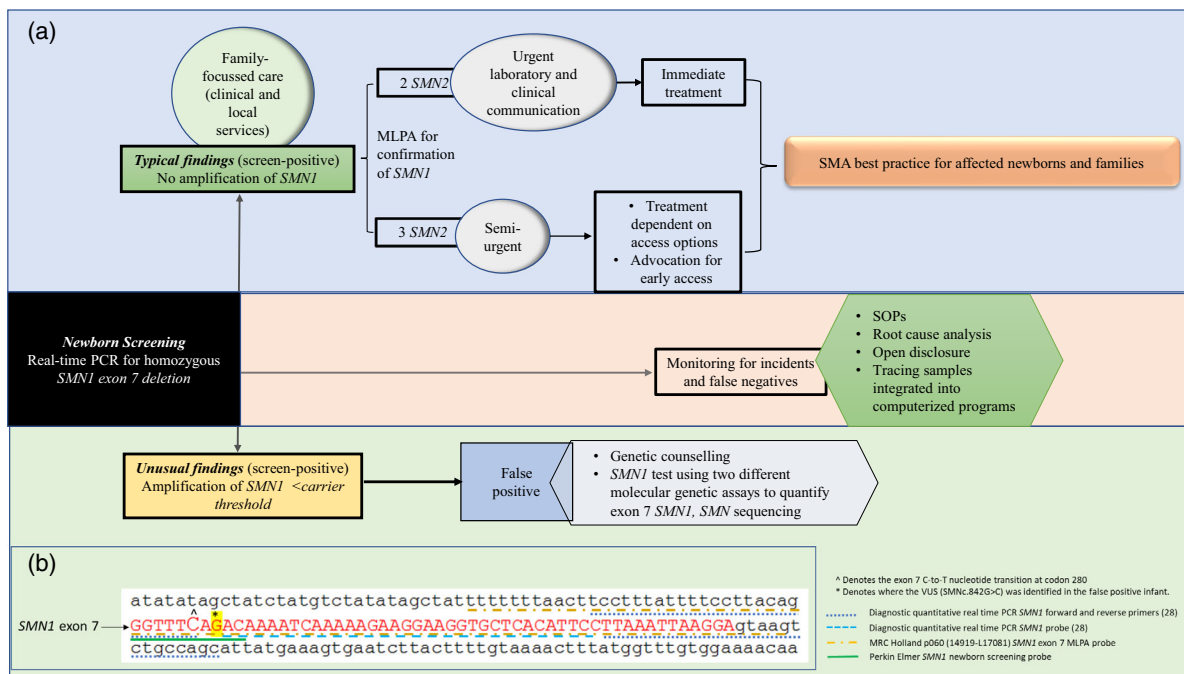 (a)
Family-
focussed care
(clinical and
local
services)
Typical findings (screen-positive)
No amplification of SMN1
MLPA for
confirmation
of SMN1
2 SMN2
Urgent
laboratory and
clinical
communication
Immediate
treatment
3 SMN2
Semi-
urgent
• Treatment
dependent on
access options
• Advocation for
early access
SMA best practice for affected newborns and families
Newborn Screening
Real-time PCR for homozygous
SMN1 exon 7 deletion
Monitoring for incidents
and false negatives
• SOPs
• Root cause analysis
• Open disclosure
• Tracing samples
integrated into
computerized programs
Unusual findings (screen-positive)
Amplification of SMN1 <carrier
threshold
False
positive
• Genetic counselling
• SMN1 test using two different
molecular genetic assays to quantify
exon 7 SMN1, SMN sequencing
(b)
atatatagctatctatgtctatatagctatttttttttaacttcctttattttccttacag
^ *
SMN1 exon 7
GGTTTCAGACAAAATCAAAAAGAAGGAAGGTGCTCACATTCCTTAAATTAAGGAgtaagt
ctgccagcattatgaaagtgaatcttacttttgtaaaactttatggtttgtggaaaacaa
^ Denotes the exon 7 C-to-T nucleotide transition at codon 280
* Denotes where the VUS (SMNc.842G>C) was identified in the false positive infant.
Diagnostic quantitative real time PCR SMN1 forward and reverse primers (28)
Diagnostic quantitative real time PCR SMN1 probe (28)
MRC Holland p060 (14919-L17081) SMN1 exon 7 MLPA probe
Perkin Elmer SMN1 newborn screening probe